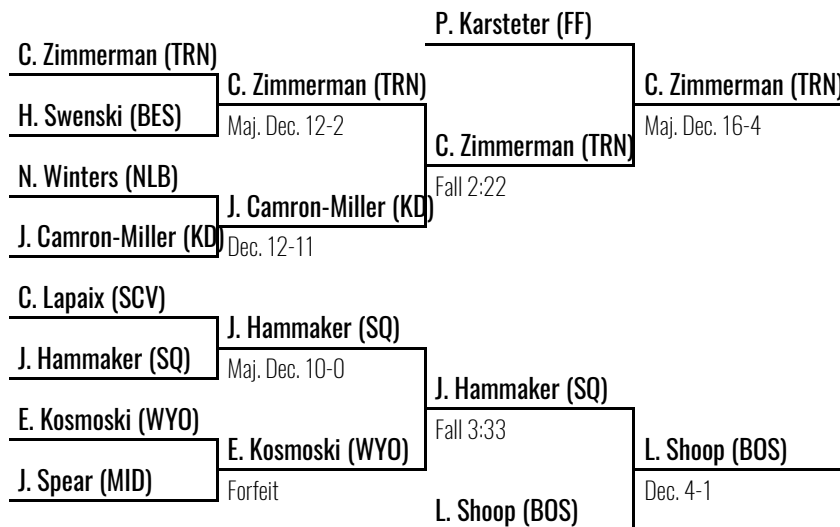 P. Karsteter (FF)
C. Zimmerman (TRN)
C. Zimmerman (TRN)
C. Zimmerman (TRN)
H. Swenski (BES)
Maj. Dec. 12-2
Maj. Dec. 16-4
C. Zimmerman (TRN)
N. Winters (NLB)
Fall 2:22
J. Camron-Miller (KD)
J. Camron-Miller (KD)
Dec. 12-11
C. Lapaix (SCV)
J. Hammaker (SQ)
J. Hammaker (SQ)
Maj. Dec. 10-0
J. Hammaker (SQ)
E. Kosmoski (WYO)
Fall 3:33
E. Kosmoski (WYO)
L. Shoop (BOS)
J. Spear (MID)
Forfeit
Dec. 4-1
L. Shoop (BOS)